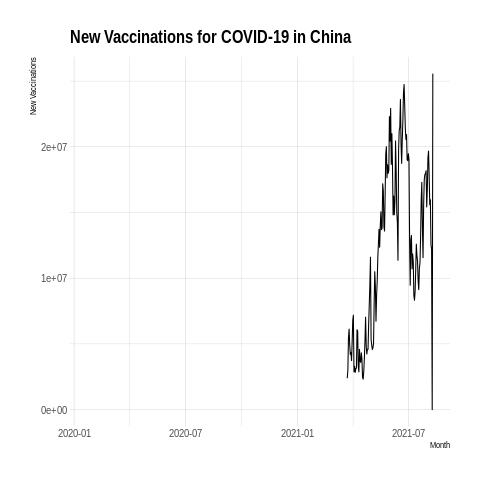 New Vaccinations for COVID-19 in China
New Vaccinations
2e+07
1e+07
0e+00
2020-01 2020-07 2021-01 2021-07
Month